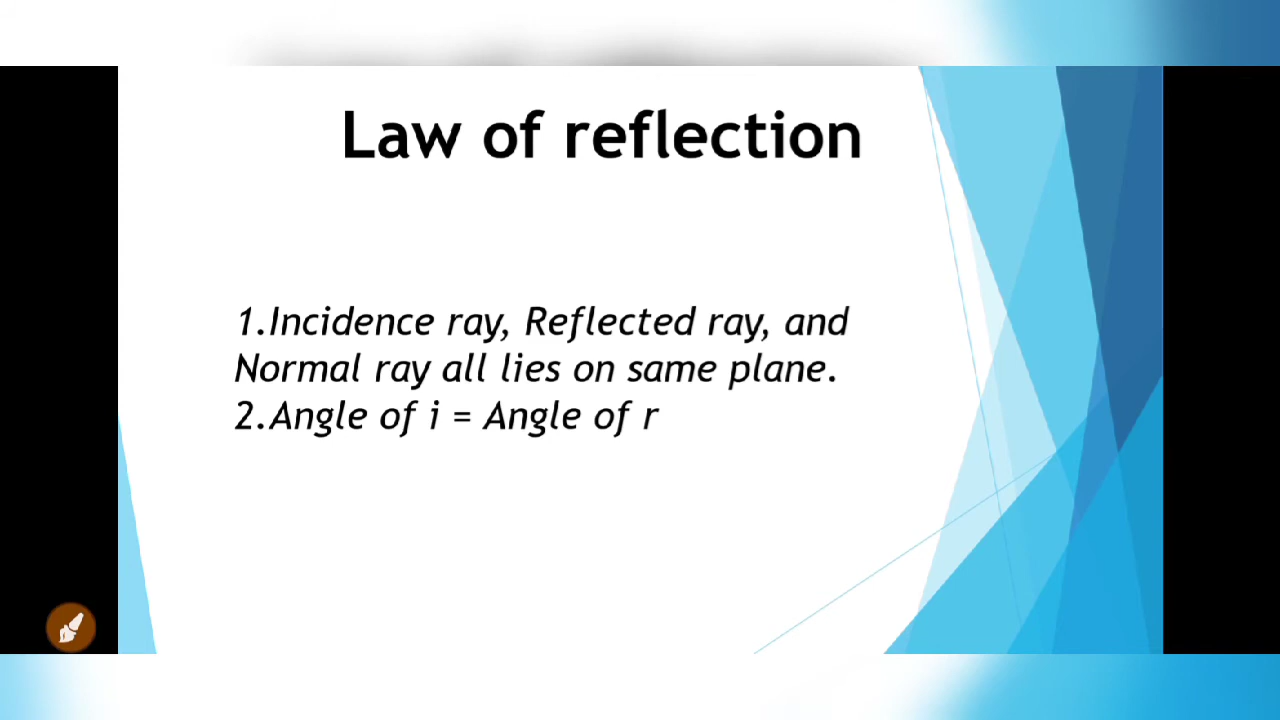 Law of reflection
1.Incidence ray, Reflected ray, and
Normal ray all lies on same plane.
2.Angle of i = Angle of r